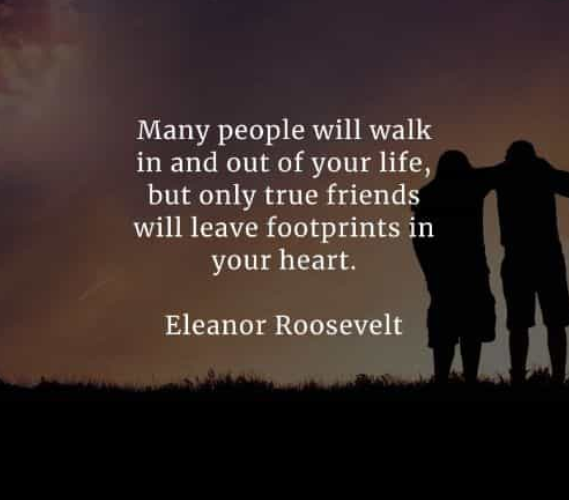 Many people will walk
in and out of your life,
but only true friends
will leave footprints in
your heart.
Eleanor Roosevelt